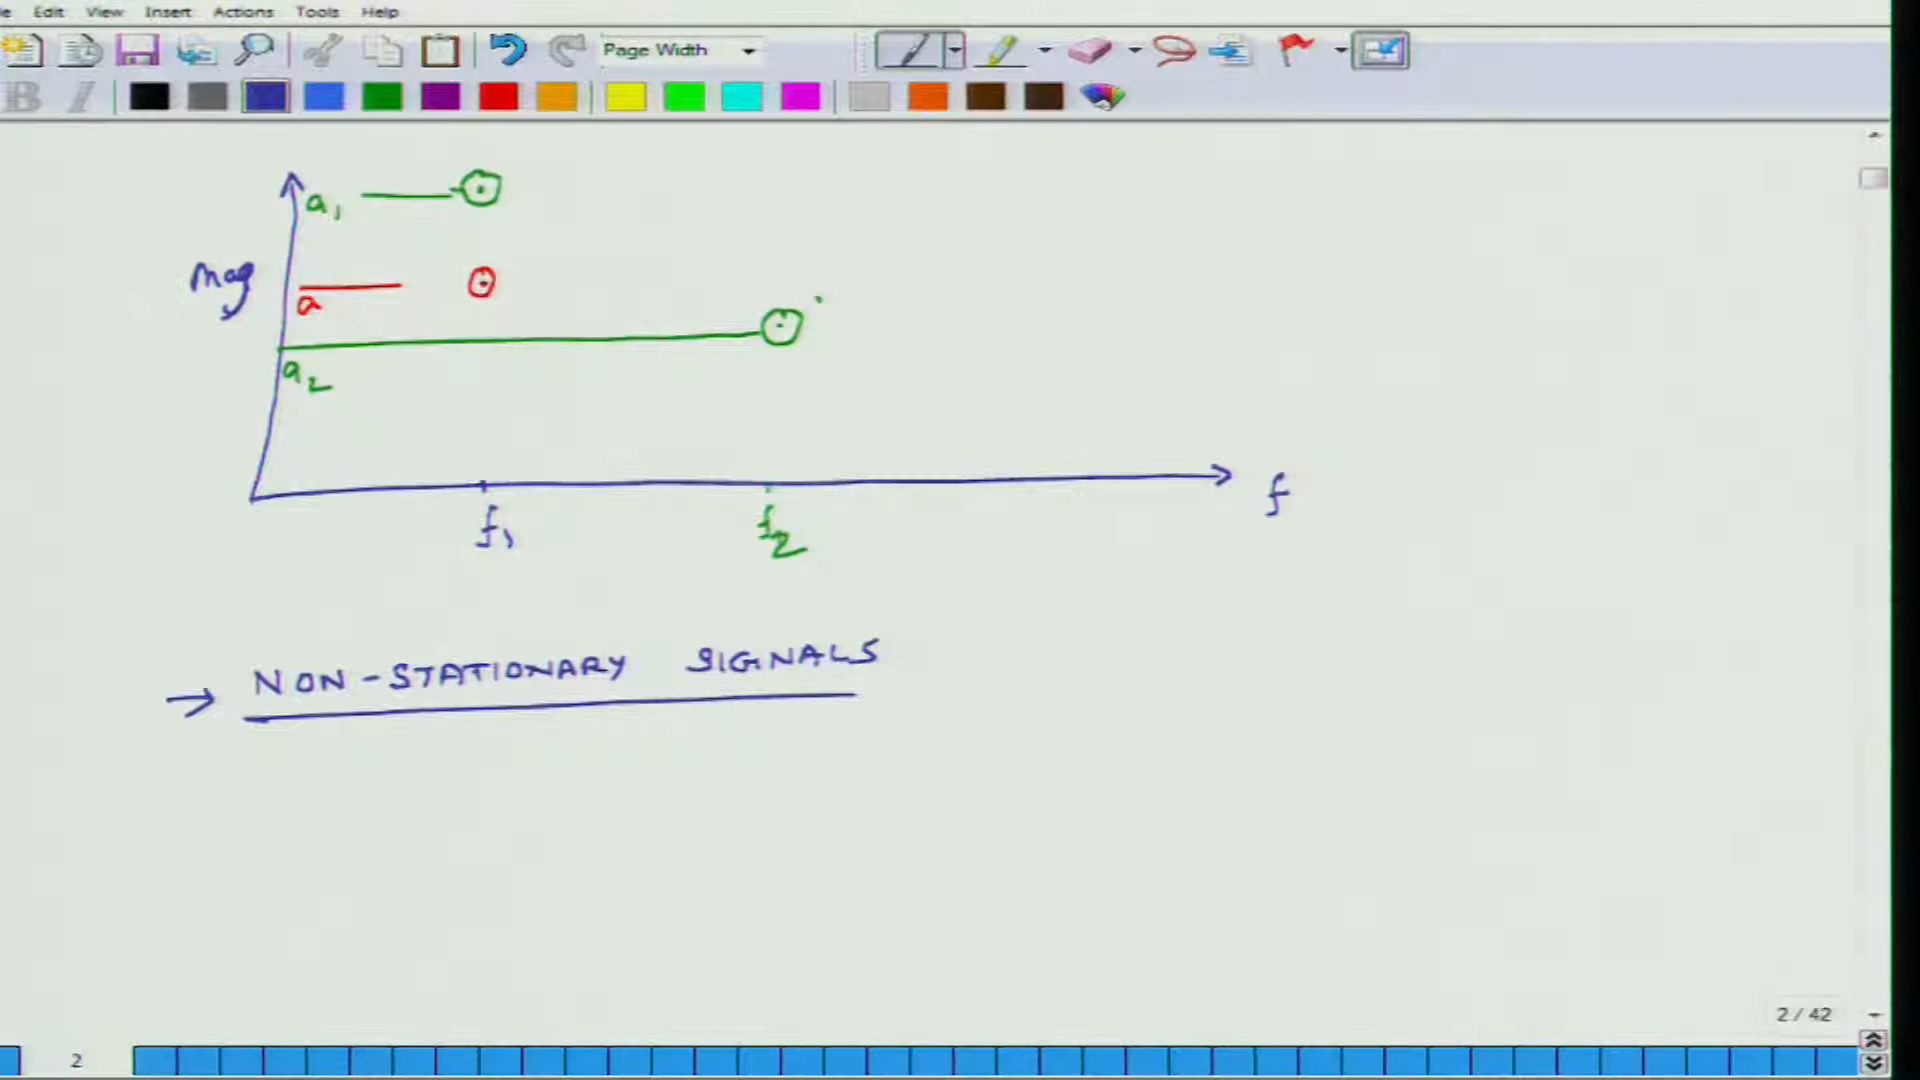 Edit View Insert Actions Tools Help
Page Width
B I
a1
Mag
a
a2
f
f1
f2
→ NON-STATIONARY SIGNALS
2 / 42
2